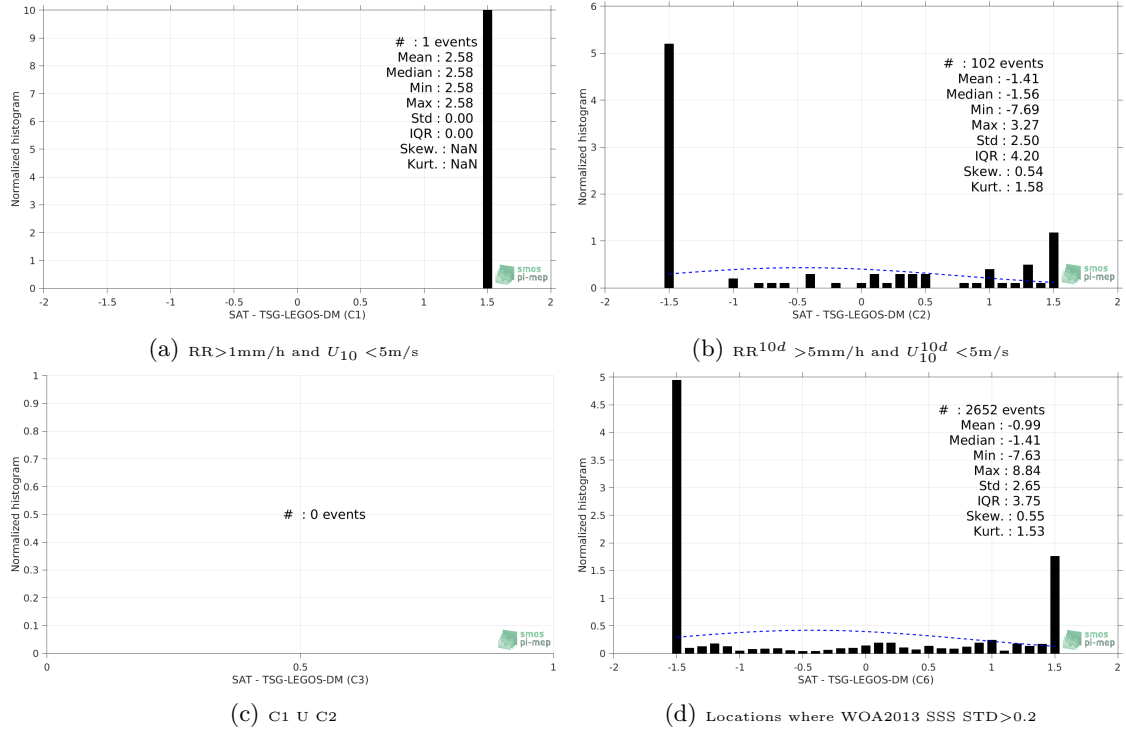 10
9
8
7
6
5
4
3
2
1
0
Normalized histogram
# : 1 events
Mean : 2.58
Median : 2.58
Min : 2.58
Max : 2.58
Std : 0.00
IQR : 0.00
Skew. : NaN
Kurt. : NaN
smos
pi-mep
-2 -1.5 -1 -0.5 0 0.5 1 1.5 2
SAT - TSG-LEGOS-DM (C1)
(a) RR>1mm/h and U10 <5m/s
6
5
4
3
2
1
0
Normalized histogram
# : 102 events
Mean : -1.41
Median : -1.56
Min : -7.69
Max : 3.27
Std : 2.50
IQR : 4.20
Skew. : 0.54
Kurt. : 1.58
smos
pi-mep
-2 -1.5 -1 -0.5 0 0.5 1 1.5 2
SAT - TSG-LEGOS-DM (C2)
(b) RR^10d >5mm/h and U10^10d <5m/s
1
0.9
0.8
0.7
0.6
0.5
0.4
0.3
0.2
0.1
0
Normalized histogram
# : 0 events
smos
pi-mep
0 0.5 1
SAT - TSG-LEGOS-DM (C3)
(c) C1 U C2
5
4.5
4
3.5
3
2.5
2
1.5
1
0.5
0
Normalized histogram
# : 2652 events
Mean : -0.99
Median : -1.41
Min : -7.63
Max : 8.84
Std : 2.65
IQR : 3.75
Skew. : 0.55
Kurt. : 1.53
smos
pi-mep
-2 -1.5 -1 -0.5 0 0.5 1 1.5 2
SAT - TSG-LEGOS-DM (C6)
(d) Locations where WOA2013 SSS STD>0.2